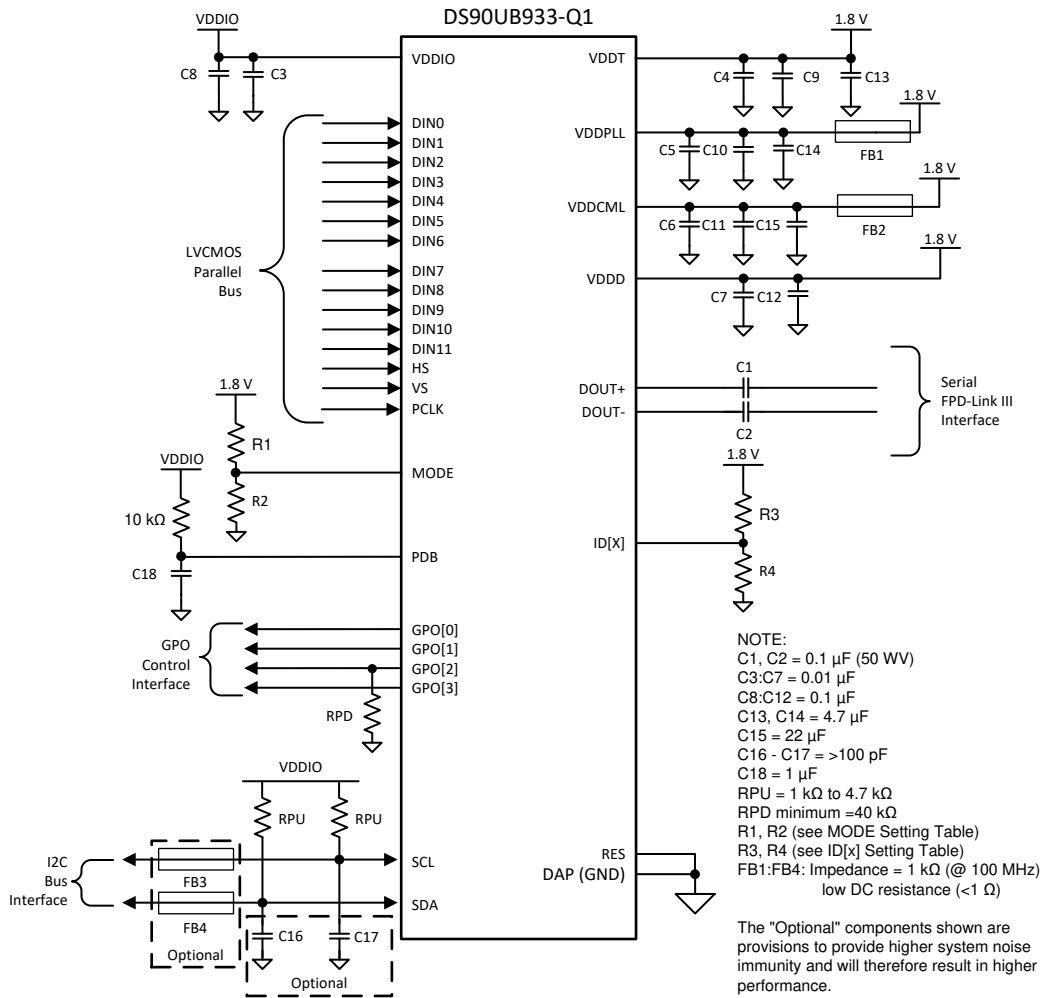 DS90UB933-Q1
VDDIO
C8
C3
VDDIO
LVCMOS
Parallel
Bus
DIN0
DIN1
DIN2
DIN3
DIN4
DIN5
DIN6
DIN7
DIN8
DIN9
DIN10
DIN11
HS
VS
PCLK
1.8 V
R1
R2
MODE
VDDIO
10 kΩ
C18
PDB
GPO
Control
Interface
GPO[0]
GPO[1]
GPO[2]
GPO[3]
RPD
VDDIO
RPU
RPU
I2C
Bus
Interface
FB3
FB4
Optional
SCL
SDA
C16
C17
Optional
VDDT
1.8 V
C4
C9
C13
VDDPLL
1.8 V
C5
C10
C14
FB1
VDDCML
1.8 V
C6
C11
C15
FB2
VDDD
1.8 V
C7
C12
DOUT+
DOUT-
C1
C2
Serial
FPD-Link III
Interface
1.8 V
R3
ID[X]
R4
RES
DAP (GND)
NOTE:
C1, C2 = 0.1 µF (50 WV)
C3:C7 = 0.01 µF
C8:C12 = 0.1 µF
C13, C14 = 4.7 µF
C15 = 22 µF
C16 - C17 = >100 pF
C18 = 1 µF
RPU = 1 kΩ to 4.7 kΩ
RPD minimum =40 kΩ
R1, R2 (see MODE Setting Table)
R3, R4 (see ID[x] Setting Table)
FB1:FB4: Impedance = 1 kΩ (@ 100 MHz)
low DC resistance (<1 Ω)
The "Optional" components shown are
provisions to provide higher system noise
immunity and will therefore result in higher
performance.